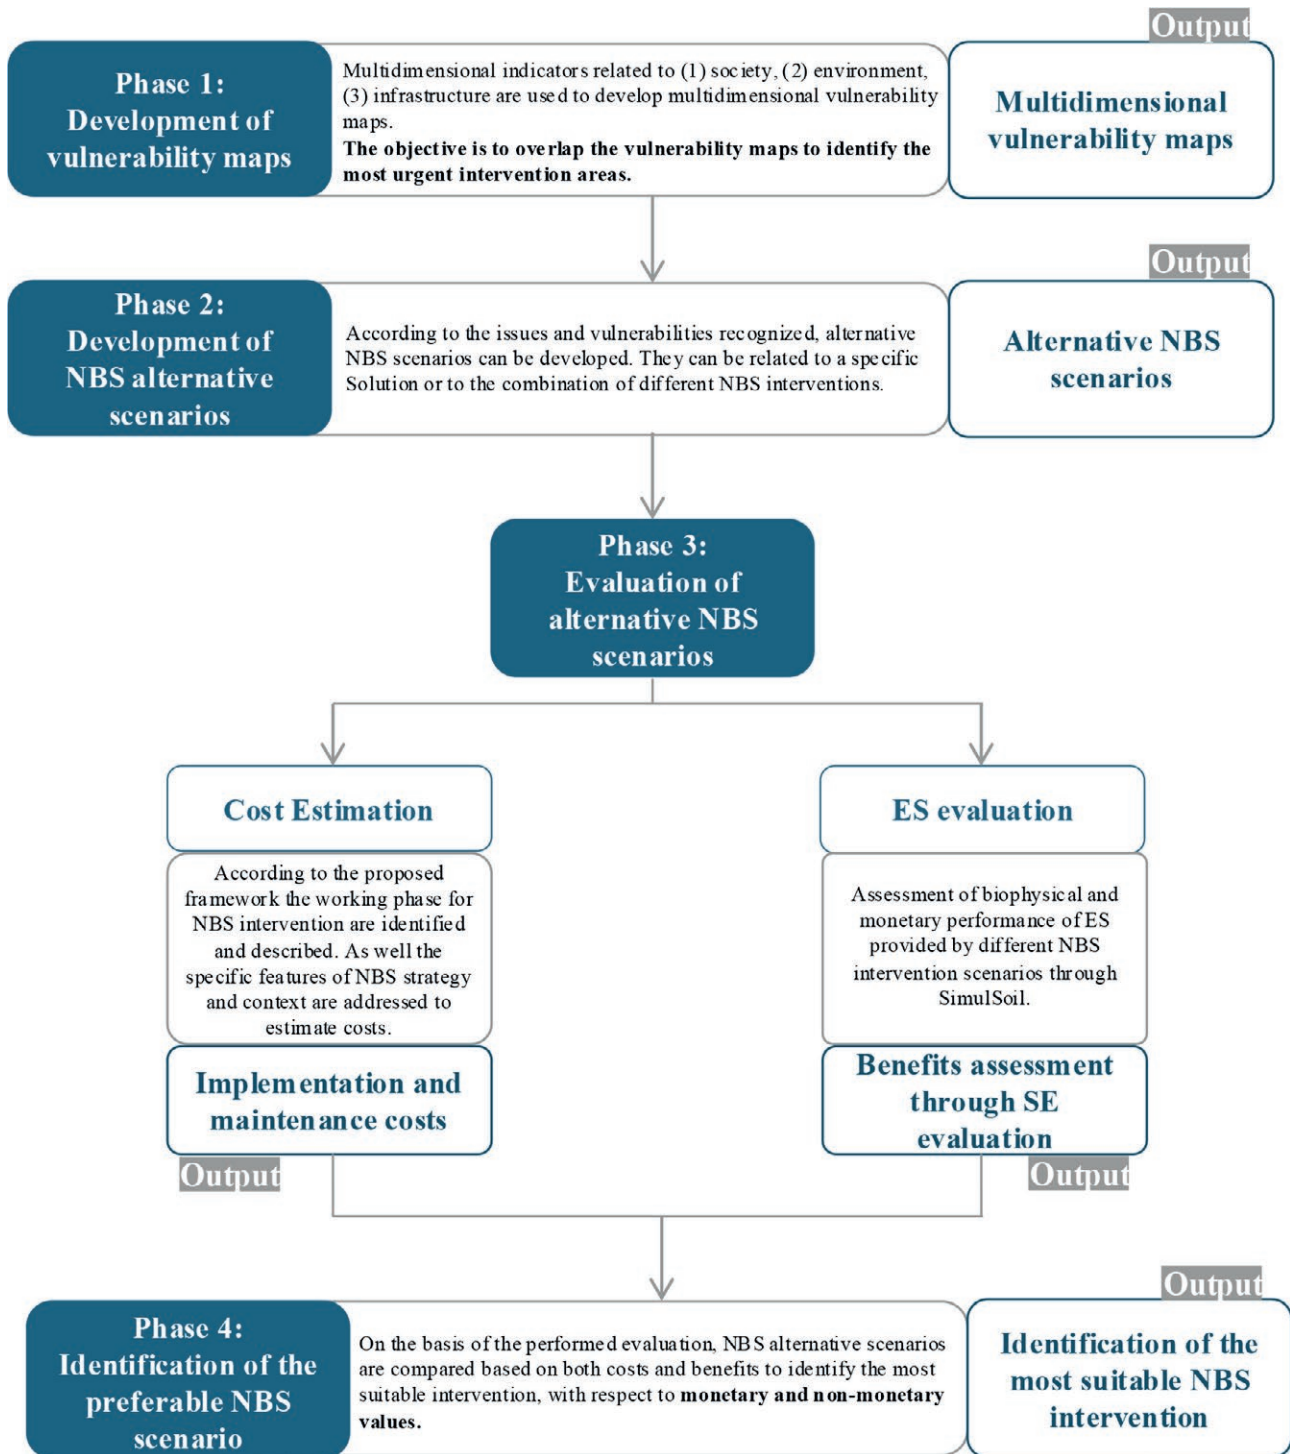 Output
Phase 1:
Development of
vulnerability maps
Multidimensional indicators related to (1) society, (2) environment,
(3) infrastructure are used to develop multidimensional vulnerability
maps.
The objective is to overlap the vulnerability maps to identify the
most urgent intervention areas.
Multidimensional
vulnerability maps
Output
Phase 2:
Development of
NBS alternative
scenarios
According to the issues and vulnerabilities recognized, alternative
NBS scenarios can be developed. They can be related to a specific
Solution or to the combination of different NBS interventions.
Alternative NBS
scenarios
Phase 3:
Evaluation of
alternative NBS
scenarios
Cost Estimation
According to the proposed
framework the working phase for
NBS intervention are identified
and described. As well the
specific features of NBS strategy
and context are addressed to
estimate costs.
Implementation and
maintenance costs
Output
ES evaluation
Assessment of biophysical and
monetary performance of ES
provided by different NBS
intervention scenarios through
SimulSoil.
Benefits assessment
through SE
evaluation
Output
Output
Phase 4:
Identification of the
preferable NBS
scenario
On the basis of the performed evaluation, NBS alternative scenarios
are compared based on both costs and benefits to identify the most
suitable intervention, with respect to monetary and non-monetary
values.
Identification of the
most suitable NBS
intervention